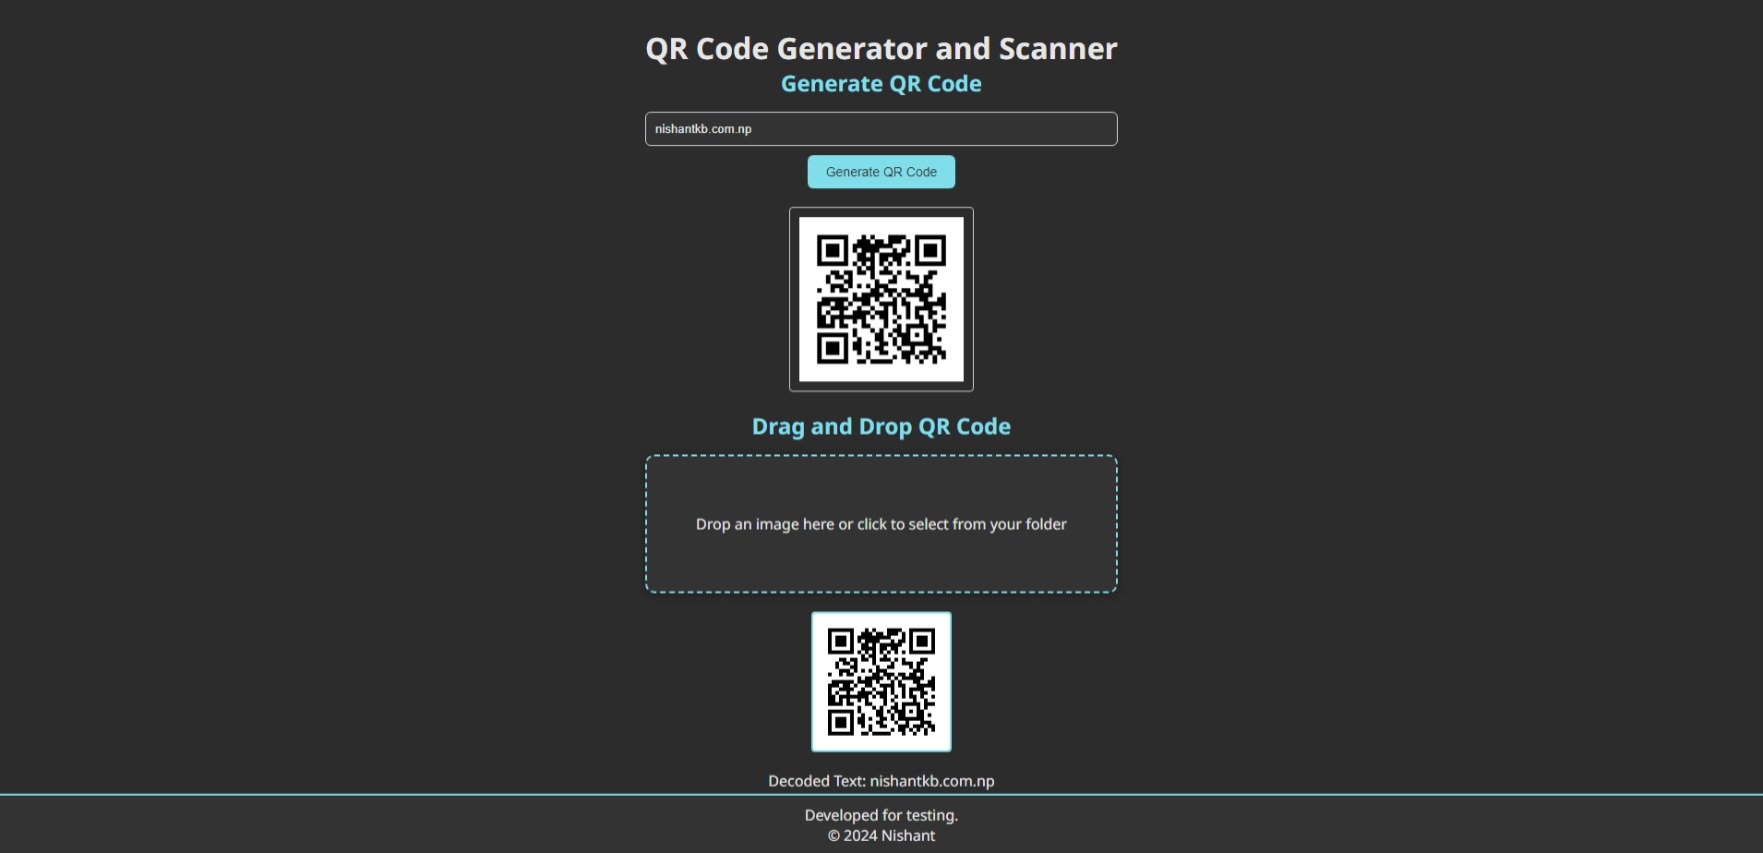 QR Code Generator and Scanner
Generate QR Code
nishantkb.com.np
Generate QR Code
Drag and Drop QR Code
Drop an image here or click to select from your folder
Decoded Text: nishantkb.com.np
Developed for testing.
© 2024 Nishant